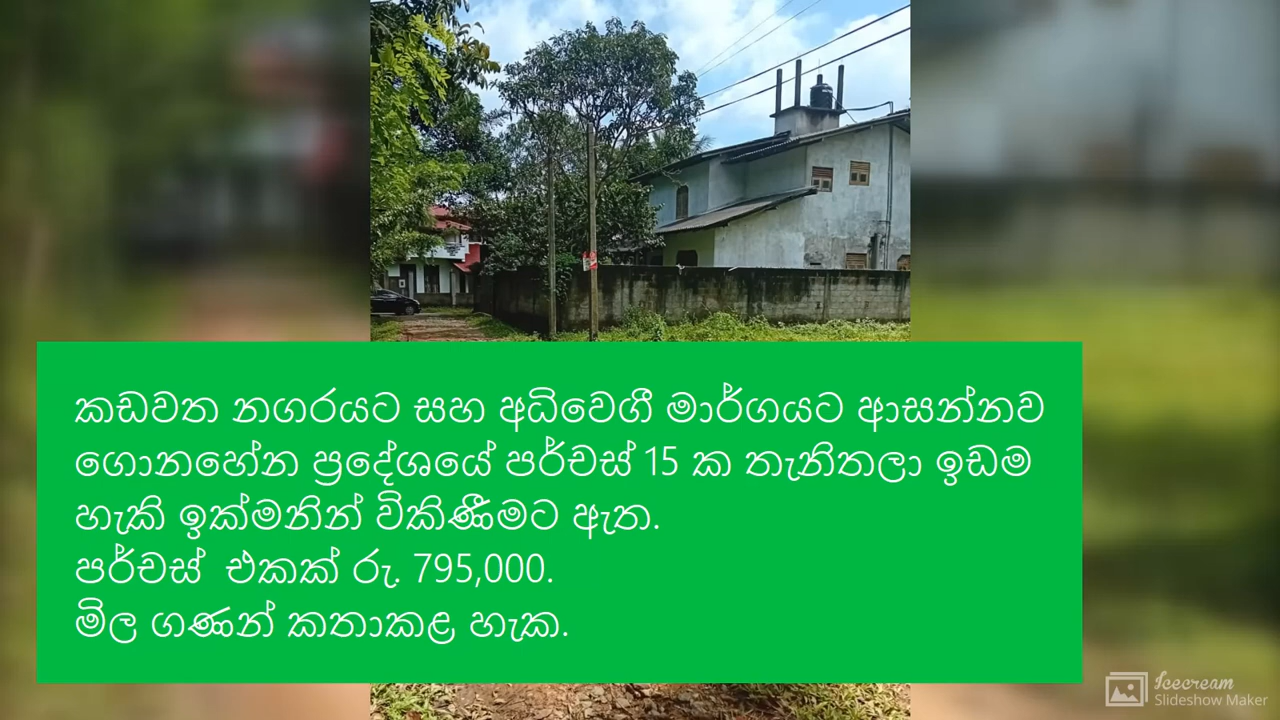 කඩවත නගරයට සහ අධිවෙගී මාර්ගයට ආසන්නව
ගොනහේන ප්‍රදේශයේ පර්චස් 15 ක තැනිතලා ඉඩම
හැකි ඉක්මනින් විකිණීමට ඇත.
පර්චස් එකක් රු. 795,000.
මිල ගණන් කතාකළ හැක.
Icecream
Slideshow Maker